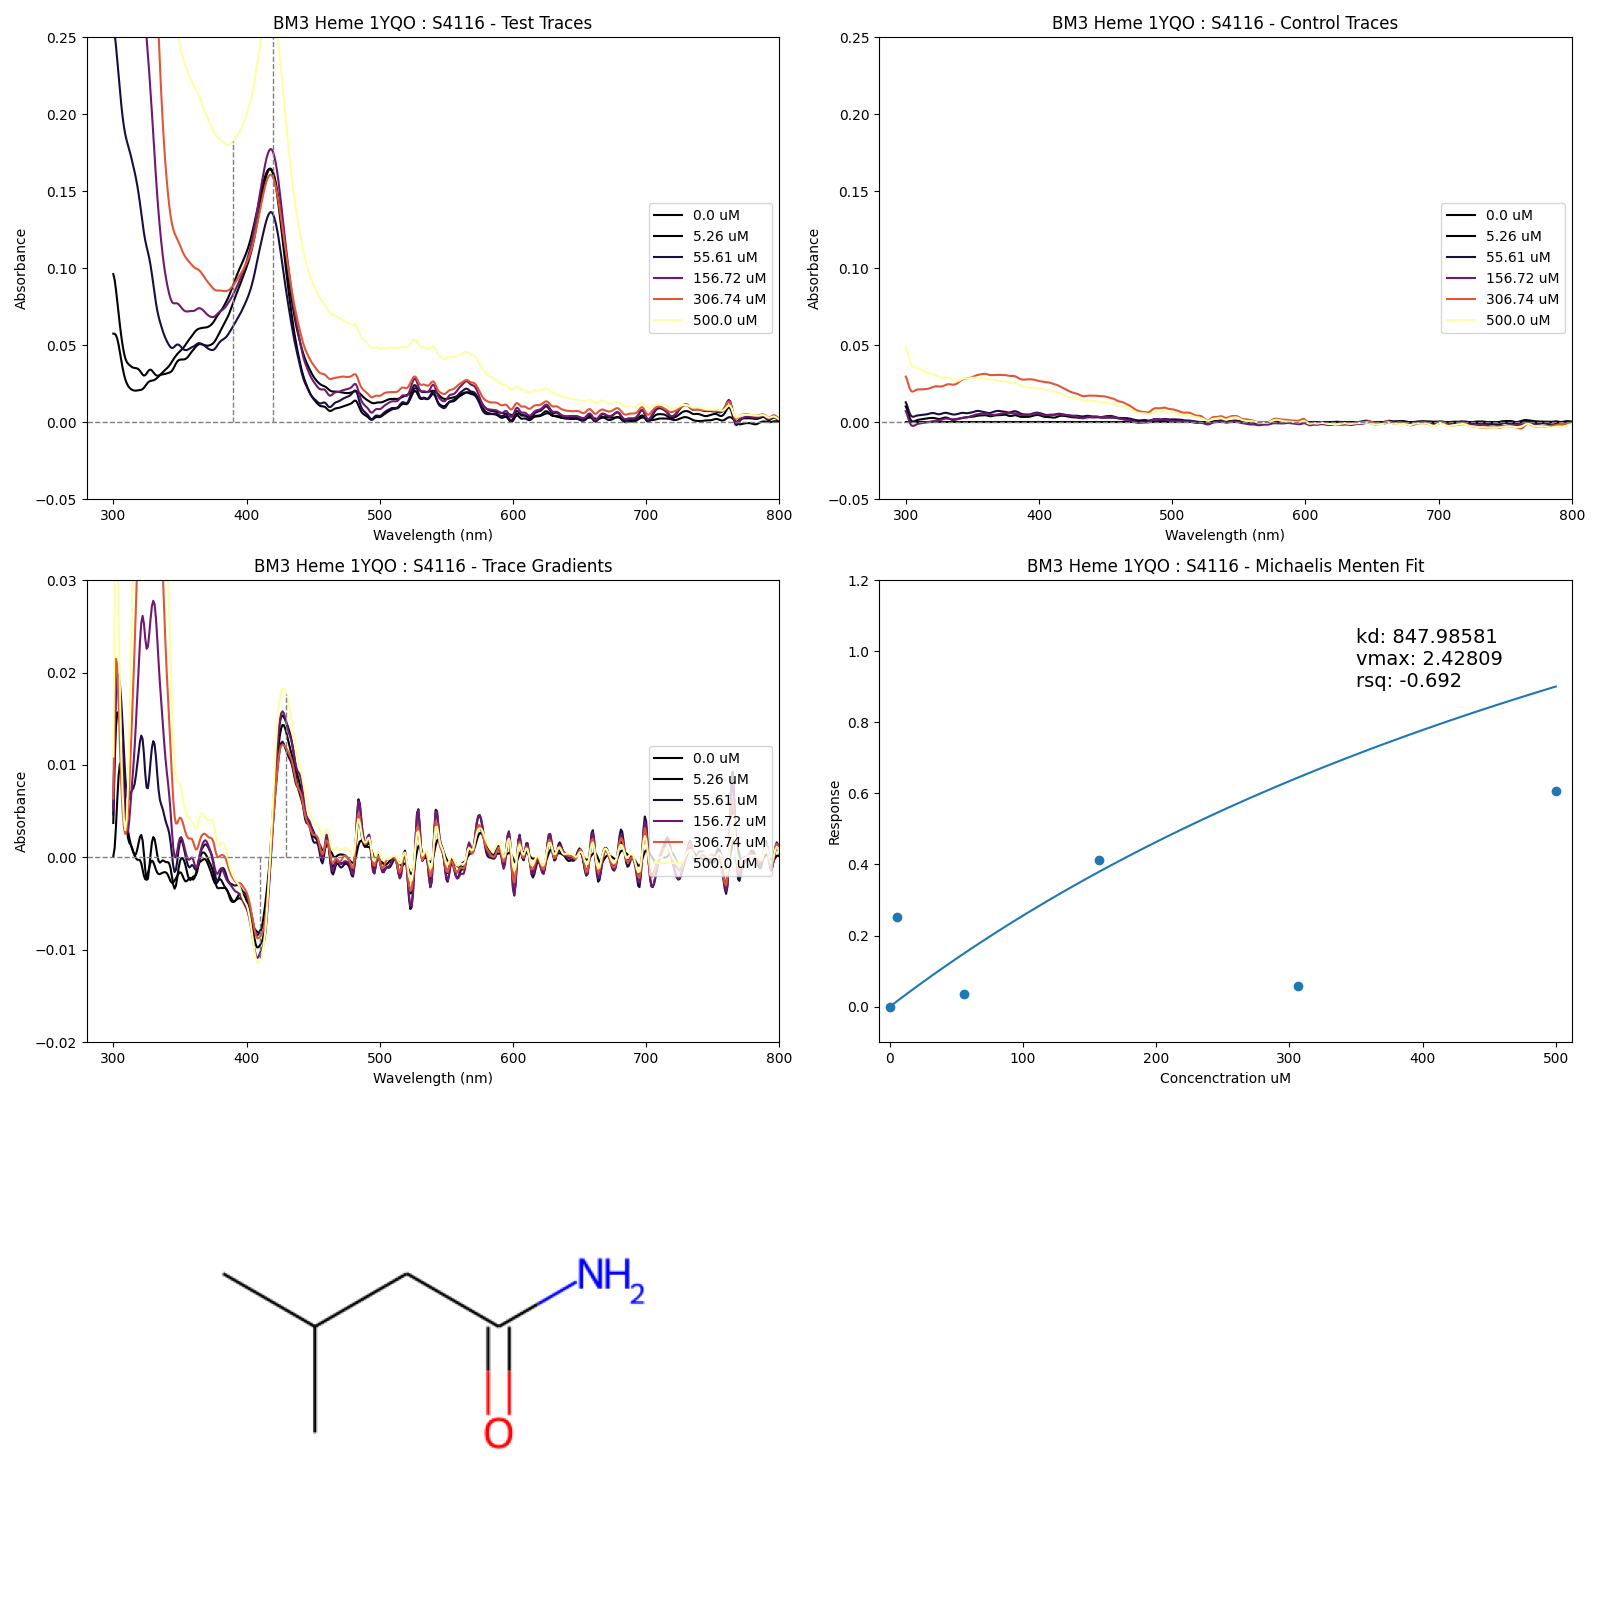 BM3 Heme 1YQO : S4116 - Test Traces
0.25
0.20
0.15
0.10
0.05
0.00
−0.05
Absorbance
300 400 500 600 700 800
Wavelength (nm)
0.0 uM
5.26 uM
55.61 uM
156.72 uM
306.74 uM
500.0 uM
BM3 Heme 1YQO : S4116 - Control Traces
0.25
0.20
0.15
0.10
0.05
0.00
−0.05
Absorbance
300 400 500 600 700 800
Wavelength (nm)
0.0 uM
5.26 uM
55.61 uM
156.72 uM
306.74 uM
500.0 uM
BM3 Heme 1YQO : S4116 - Trace Gradients
0.03
0.02
0.01
0.00
−0.01
−0.02
Absorbance
300 400 500 600 700 800
Wavelength (nm)
0.0 uM
5.26 uM
55.61 uM
156.72 uM
306.74 uM
500.0 uM
BM3 Heme 1YQO : S4116 - Michaelis Menten Fit
1.2
1.0
0.8
0.6
0.4
0.2
0.0
Response
0 100 200 300 400 500
Concenctration uM
kd: 847.98581
vmax: 2.42809
rsq: -0.692
NH2
O